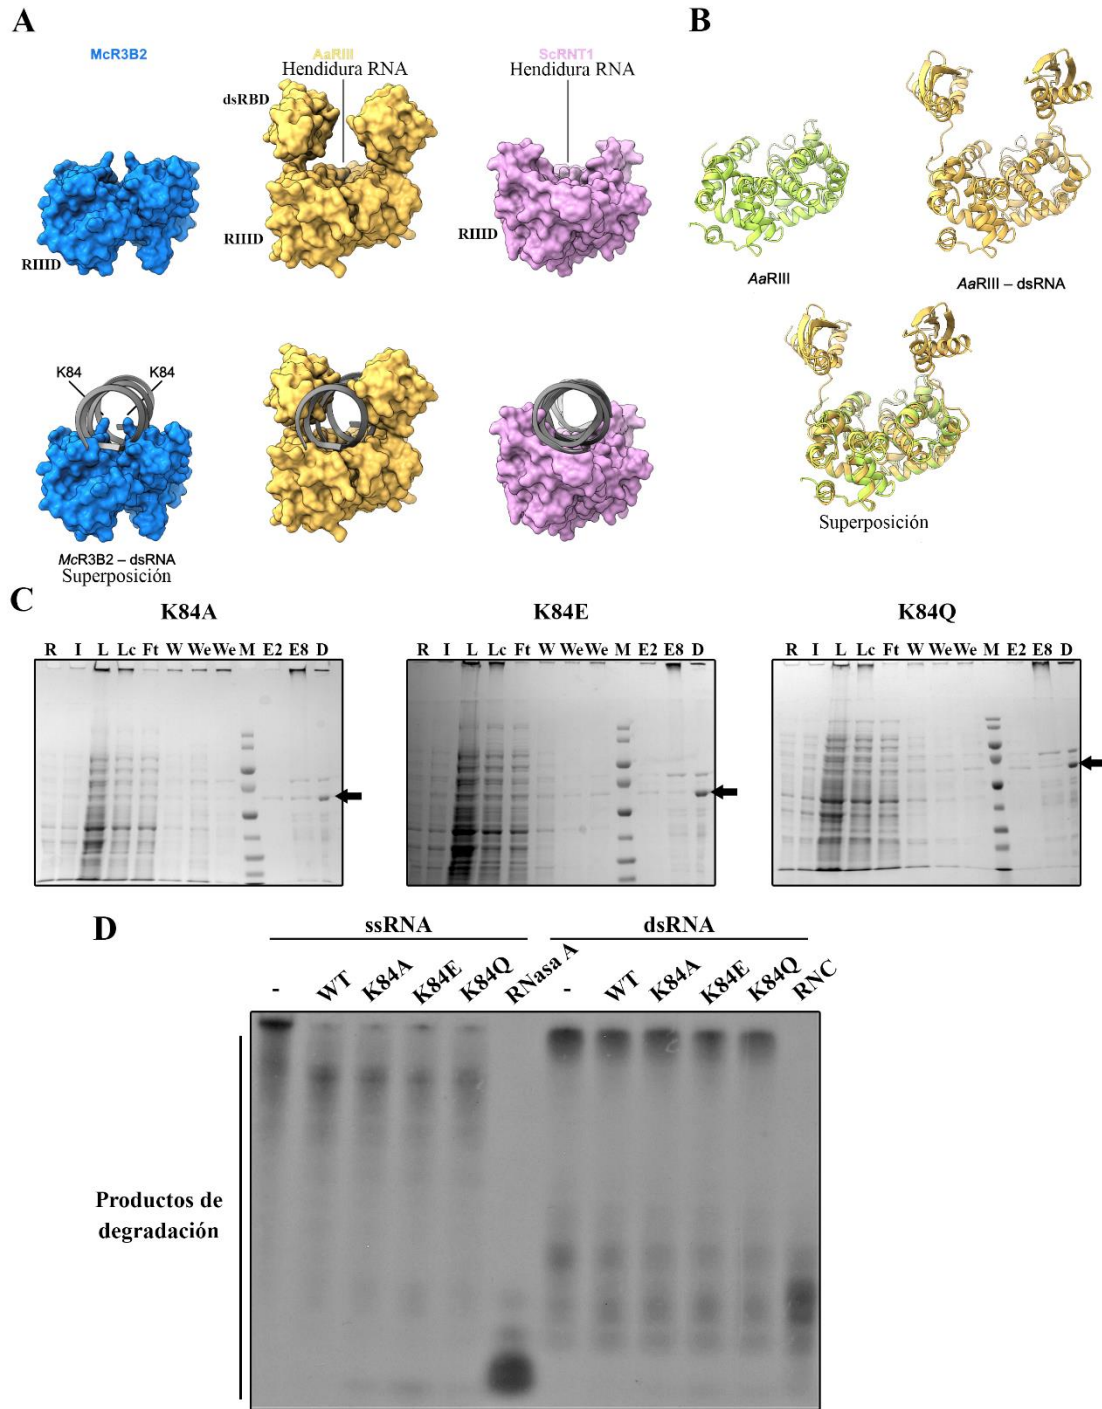 A
B
McR3B2
AaRIII
ScRNT1
Hendidura RNA
Hendidura RNA
dsRBD
RIIID
RIIID
RIIID
AaRIII
AaRIII – dsRNA
K84
K84
Superposición
McR3B2 – dsRNA
Superposición
C
K84A
K84E
K84Q
R I L Lc Ft W We We M E2 E8 D
R I L Lc Ft W We We M E2 E8 D
R I L Lc Ft W We We M E2 E8 D
D
ssRNA
dsRNA
- WT K84A K84E K84Q RNasa A - WT K84A K84E K84Q RNC
Productos de
degradación